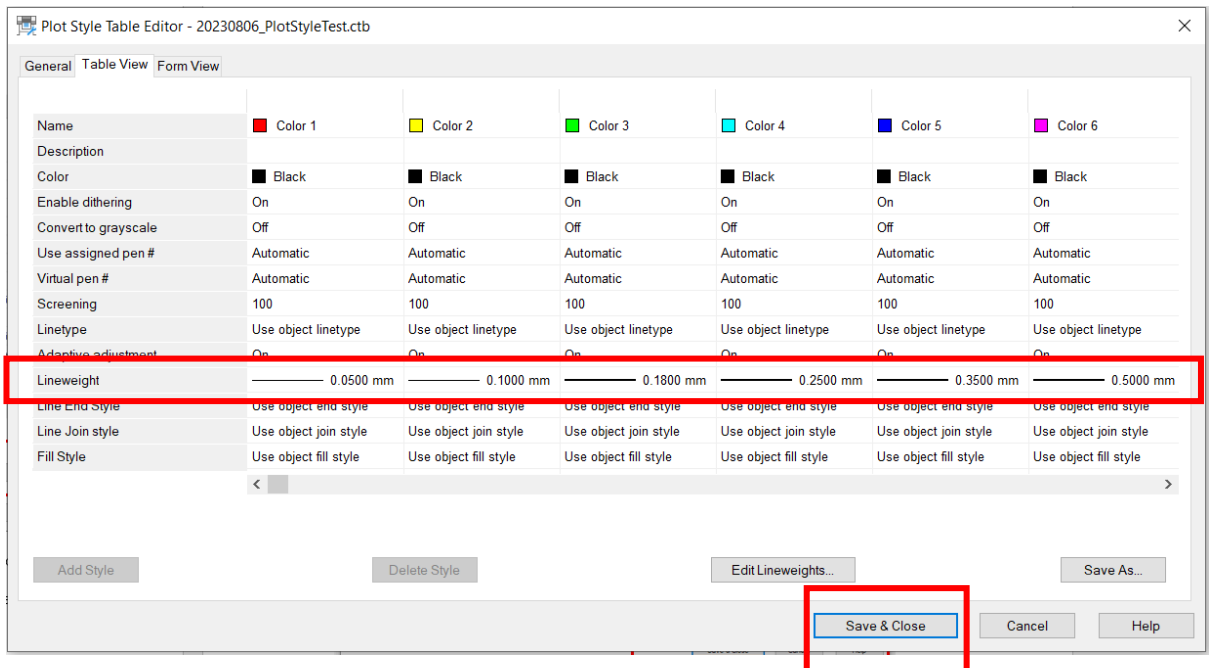 Plot Style Table Editor - 20230806_PlotStyleTest.ctb
General Table View Form View
Name Color 1 Color 2 Color 3 Color 4 Color 5 Color 6
Description
Color Black Black Black Black Black Black
Enable dithering On On On On On On
Convert to grayscale Off Off Off Off Off Off
Use assigned pen # Automatic Automatic Automatic Automatic Automatic Automatic
Virtual pen # Automatic Automatic Automatic Automatic Automatic Automatic
Screening 100 100 100 100 100 100
Linetype Use object linetype Use object linetype Use object linetype Use object linetype Use object linetype Use object linetype
Adaptive adjustment On On On On On On
Lineweight 0.0500 mm 0.1000 mm 0.1800 mm 0.2500 mm 0.3500 mm 0.5000 mm
Line End Style Use object end style Use object end style Use object end style Use object end style Use object end style Use object end style
Line Join style Use object join style Use object join style Use object join style Use object join style Use object join style Use object join style
Fill Style Use object fill style Use object fill style Use object fill style Use object fill style Use object fill style Use object fill style
Add Style Delete Style Edit Lineweights... Save As...
Save & Close Cancel Help